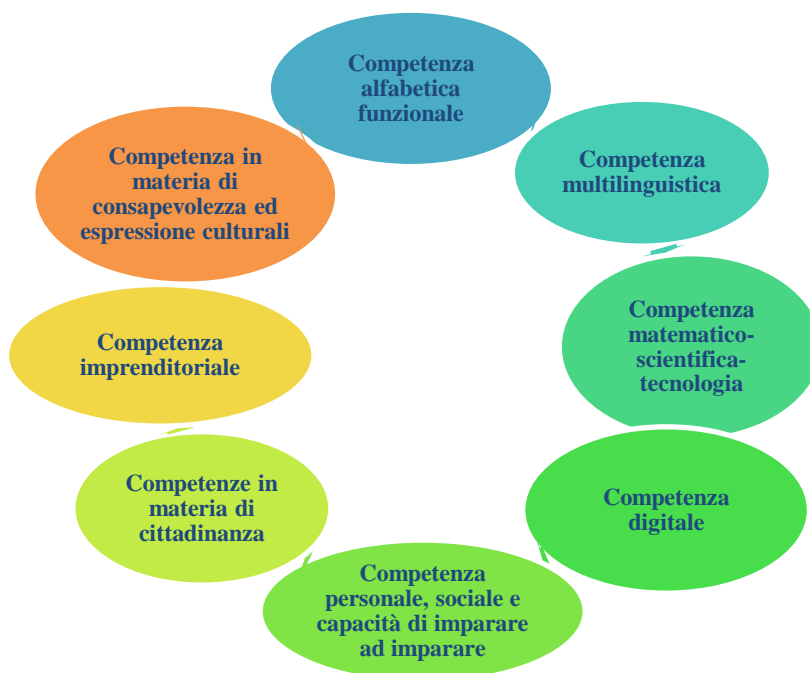 Competenza
alfabetica
funzionale
Competenza
multilinguistica
Competenza
matematico-
scientifica-
tecnologia
Competenza
digitale
Competenza
personale, sociale e
capacità di imparare
ad imparare
Competenze in
materia di
cittadinanza
Competenza
imprenditoriale
Competenza in
materia di
consapevolezza ed
espressione culturali